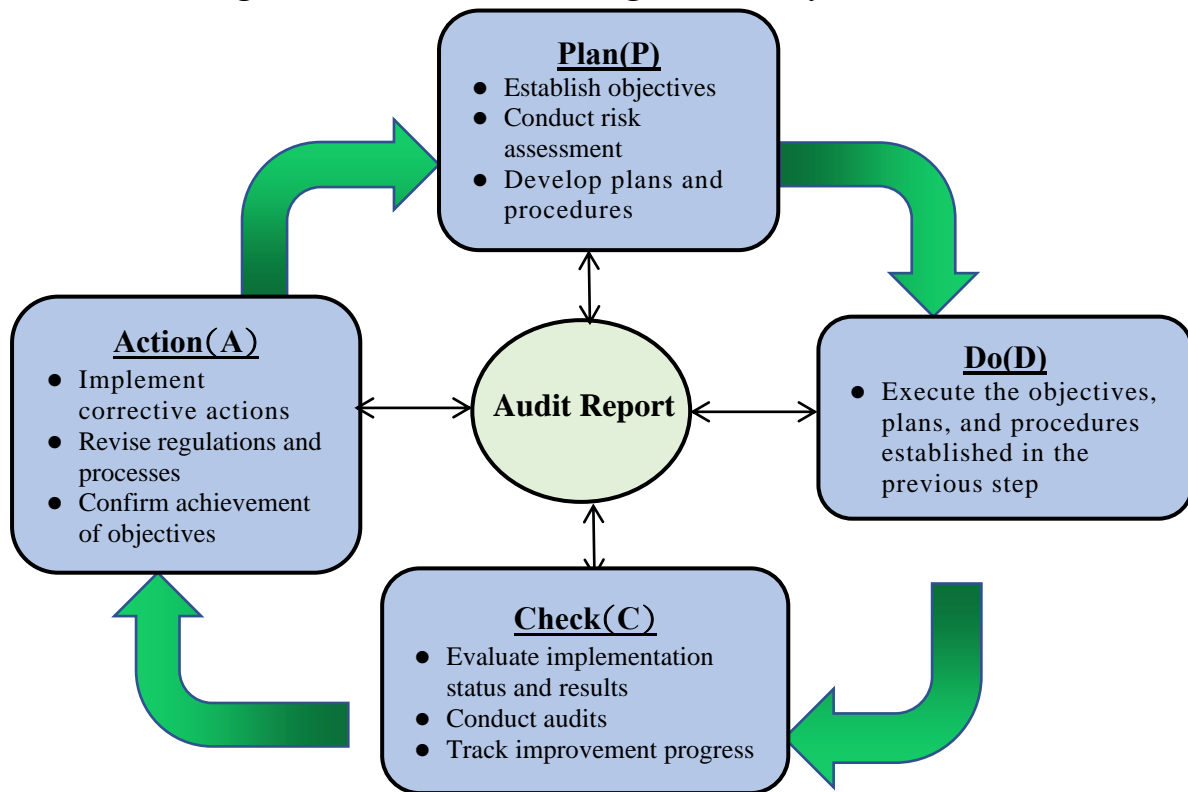 Plan(P)
● Establish objectives
● Conduct risk
assessment
● Develop plans and
procedures
Action（A）
● Implement
corrective actions
● Revise regulations and
processes
● Confirm achievement
of objectives
Audit Report
Do(D)
● Execute the objectives,
plans, and procedures
established in the
previous step
Check（C）
● Evaluate implementation
status and results
● Conduct audits
● Track improvement progress